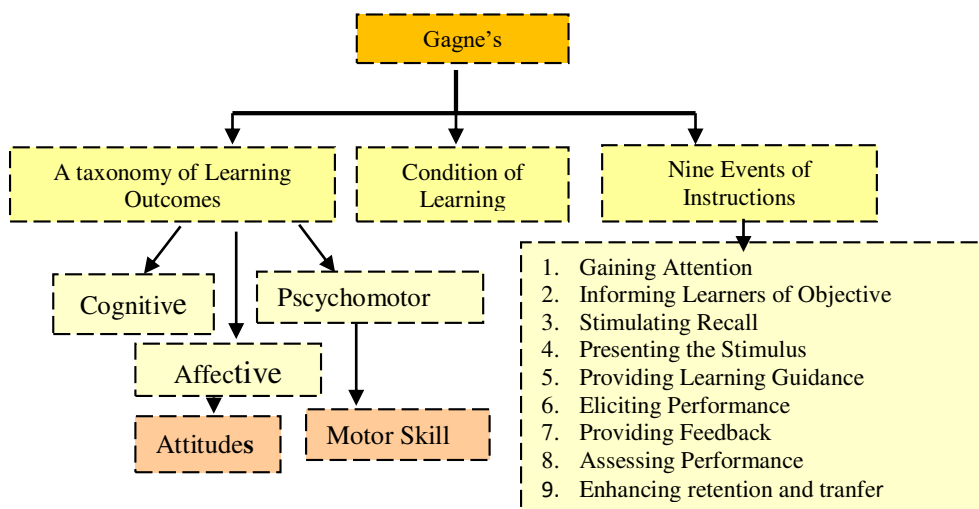 Gagne's
A taxonomy of Learning
Outcomes
Condition of
Learning
Nine Events of
Instructions
Cognitive
Pscychomotor
Affective
Attitudes
Motor Skill
1. Gaining Attention
2. Informing Learners of Objective
3. Stimulating Recall
4. Presenting the Stimulus
5. Providing Learning Guidance
6. Eliciting Performance
7. Providing Feedback
8. Assessing Performance
9. Enhancing retention and tranfer